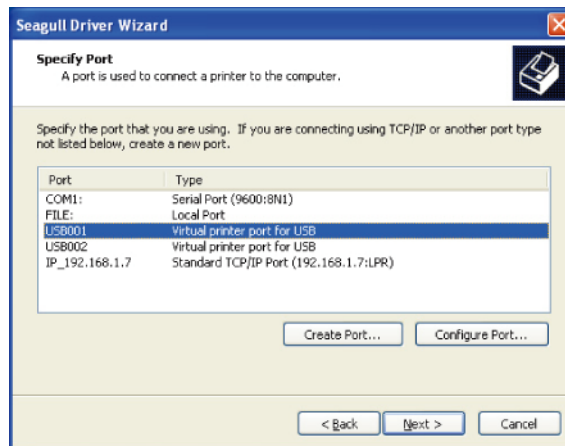 Seagull Driver Wizard
Specify Port
A port is used to connect a printer to the computer.
Specify the port that you are using. If you are connecting using TCP/IP or another port type
not listed below, create a new port.
Port Type
COM1: Serial Port (9600:8N1)
FILE: Local Port
USB001 Virtual printer port for USB
USB002 Virtual printer port for USB
IP_192.168.1.7 Standard TCP/IP Port (192.168.1.7:LPR)
Create Port... Configure Port...
< Back Next > Cancel